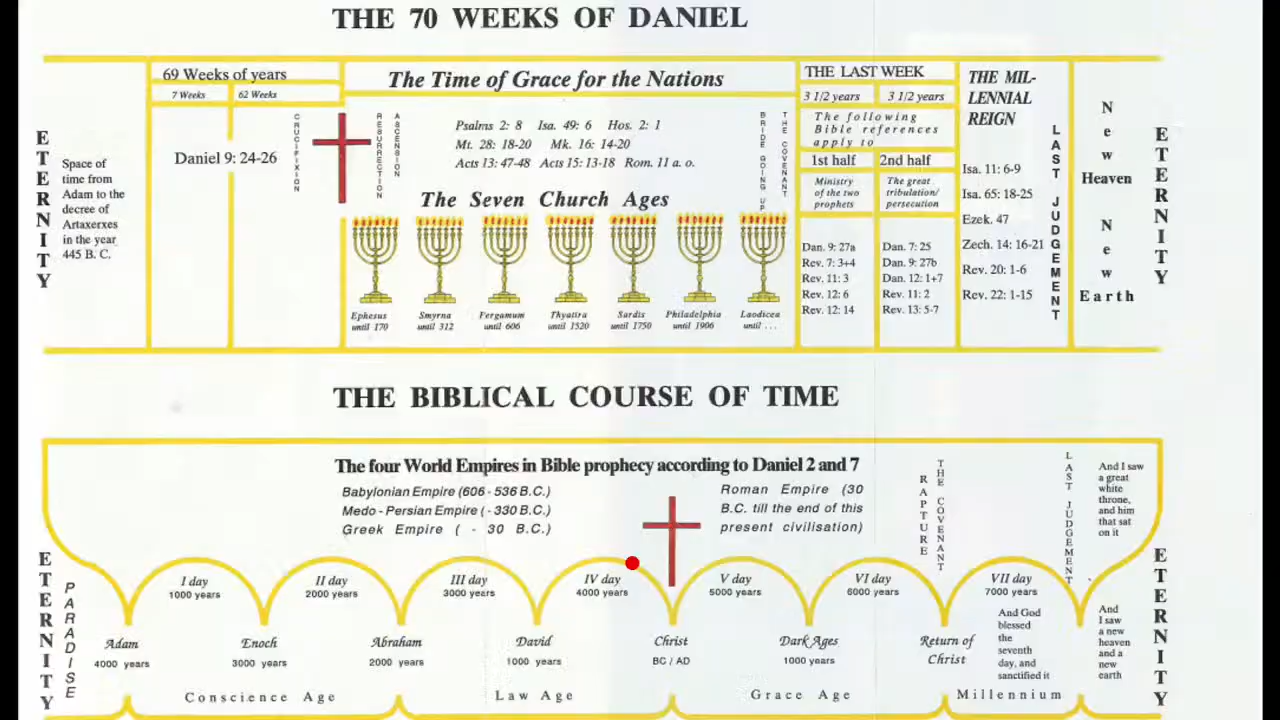 THE 70 WEEKS OF DANIEL
ETERNITY
Space of
time from
Adam to the
decree of
Artaxerxes
in the year
445 B. C.
69 Weeks of years
7 Weeks
62 Weeks
Daniel 9: 24-26
CRUCIFIXION
RESURRECTION
ASCENSION
The Time of Grace for the Nations
Psalms 2: 8 Isa. 49: 6 Hos. 2: 1
Mt. 28: 18-20 Mk. 16: 14-20
Acts 13: 47-48 Acts 15: 13-18 Rom. 11 a. o.
BRIDE GOING UP
THE COVENANT
The Seven Church Ages
Ephesus
until 170
Smyrna
until 312
Pergamum
until 606
Thyatira
until 1520
Sardis
until 1750
Philadelphia
until 1906
Laodicea
until ...
THE LAST WEEK
3 1/2 years
3 1/2 years
The following
Bible references
apply to
1st half
2nd half
Ministry
of the two
prophets
The great
tribulation/
persecution
Dan. 9: 27a
Rev. 7: 3+4
Rev. 11: 3
Rev. 12: 6
Rev. 12: 14
Dan. 7: 25
Dan. 9: 27b
Dan. 12: 1+7
Rev. 11: 2
Rev. 13: 5-7
THE MIL-
LENNIAL
REIGN
Isa. 11: 6-9
Isa. 65: 18-25
Ezek. 47
Zech. 14: 16-21
Rev. 20: 1-6
Rev. 22: 1-15
LAST JUDGEMENT
New
Heaven
New
Earth
ETERNITY
THE BIBLICAL COURSE OF TIME
The four World Empires in Bible prophecy according to Daniel 2 and 7
Babylonian Empire (606 - 536 B.C.)
Medo - Persian Empire ( - 330 B.C.)
Greek Empire ( - 30 B.C.)
Roman Empire (30
B.C. till the end of this
present civilisation)
RAPTURE
THE COVENANT
LAST JUDGEMENT
And I saw
a great
white
throne,
and him
that sat
on it
ETERNITY
PARADISE
I day
1000 years
II day
2000 years
III day
3000 years
IV day
4000 years
V day
5000 years
VI day
6000 years
VII day
7000 years
And God
blessed
the
seventh
day, and
sanctified it
And
I saw
a new
heaven
and a
new
earth
ETERNITY
Adam
4000 years
Enoch
3000 years
Abraham
2000 years
David
1000 years
Christ
BC / AD
Dark Ages
1000 years
Return of
Christ
Conscience Age
Law Age
Grace Age
Millennium